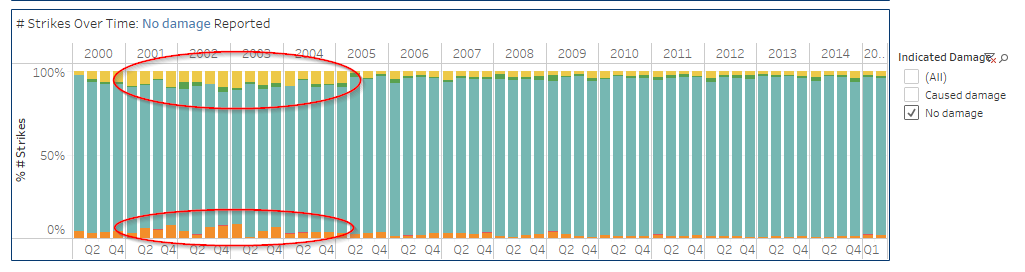 # Strikes Over Time: No damage Reported
2000 2001 2002 2003 2004 2005 2006 2007 2008 2009 2010 2011 2012 2013 2014 20..
100%
50%
0%
% # Strikes
Q2 Q4 Q2 Q4 Q2 Q4 Q2 Q4 Q2 Q4 Q2 Q4 Q2 Q4 Q2 Q4 Q2 Q4 Q2 Q4 Q2 Q4 Q2 Q4 Q2 Q4 Q2 Q4 Q2 Q4 Q1
Indicated Damage
(All)
Caused damage
No damage